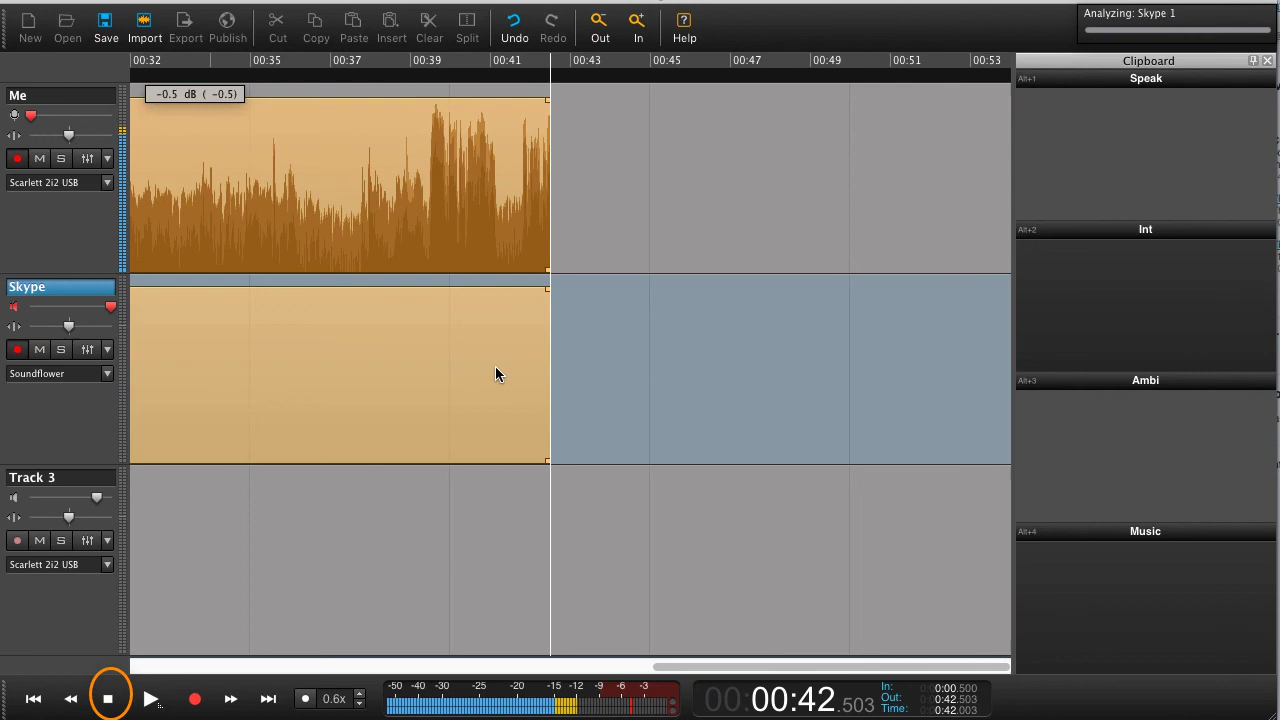 Analyzing: Skype 1
New Open Save Import Export Publish Cut Copy Paste Insert Clear Split Undo Redo Out In Help
00:32 00:35 00:37 00:39 00:41 00:43 00:45 00:47 00:49 00:51 00:53
Clipboard
Alt+1 Speak
Me
-0.5 dB ( -0.5)
M S
Scarlett 2i2 USB
Alt+2 Int
Skype
M S
Soundflower
Alt+3 Ambi
Track 3
M S
Scarlett 2i2 USB
Alt+4 Music
0.6x
-50 -40 -30 -25 -20 -15 -12 -9 -6 -3
00:00:42.503
In: 0:00:00.500
Out: 0:00:42.503
Time: 0:00:42.003